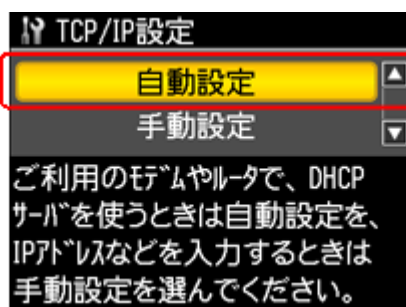 TCP/IP設定
自動設定
手動設定
ご利用のﾓﾃﾞﾑやﾙｰﾀで、DHCP
ｻｰﾊﾞを使うときは自動設定を、
IPｱﾄﾞﾚｽなどを入力するときは
手動設定を選んでください。